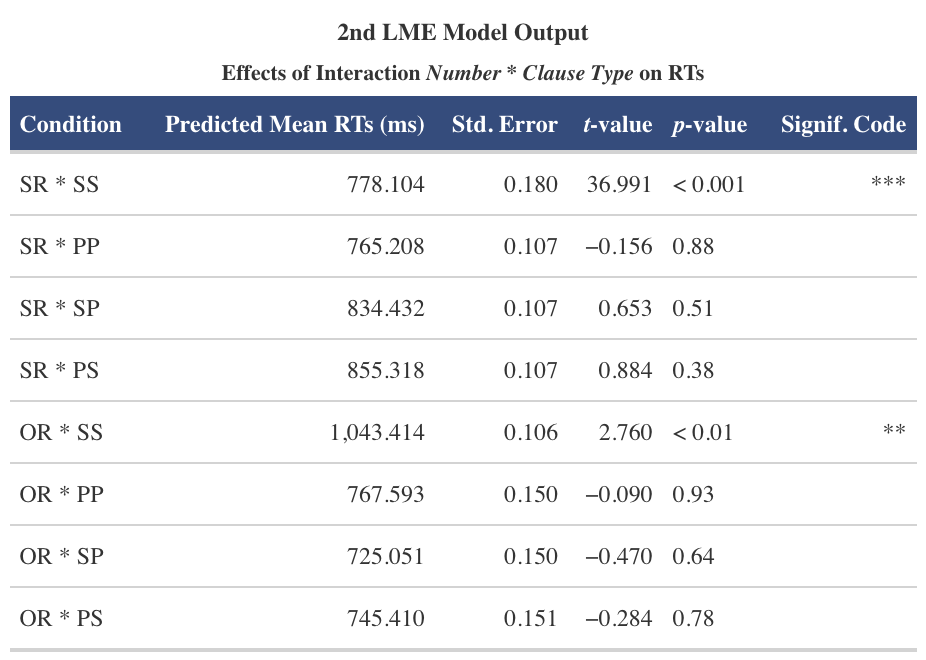 2nd LME Model Output
Effects of Interaction Number * Clause Type on RTs
Condition Predicted Mean RTs (ms) Std. Error t-value p-value Signif. Code
SR * SS 778.104 0.180 36.991 < 0.001 ***
SR * PP 765.208 0.107 −0.156 0.88
SR * SP 834.432 0.107 0.653 0.51
SR * PS 855.318 0.107 0.884 0.38
OR * SS 1,043.414 0.106 2.760 < 0.01 **
OR * PP 767.593 0.150 −0.090 0.93
OR * SP 725.051 0.150 −0.470 0.64
OR * PS 745.410 0.151 −0.284 0.78